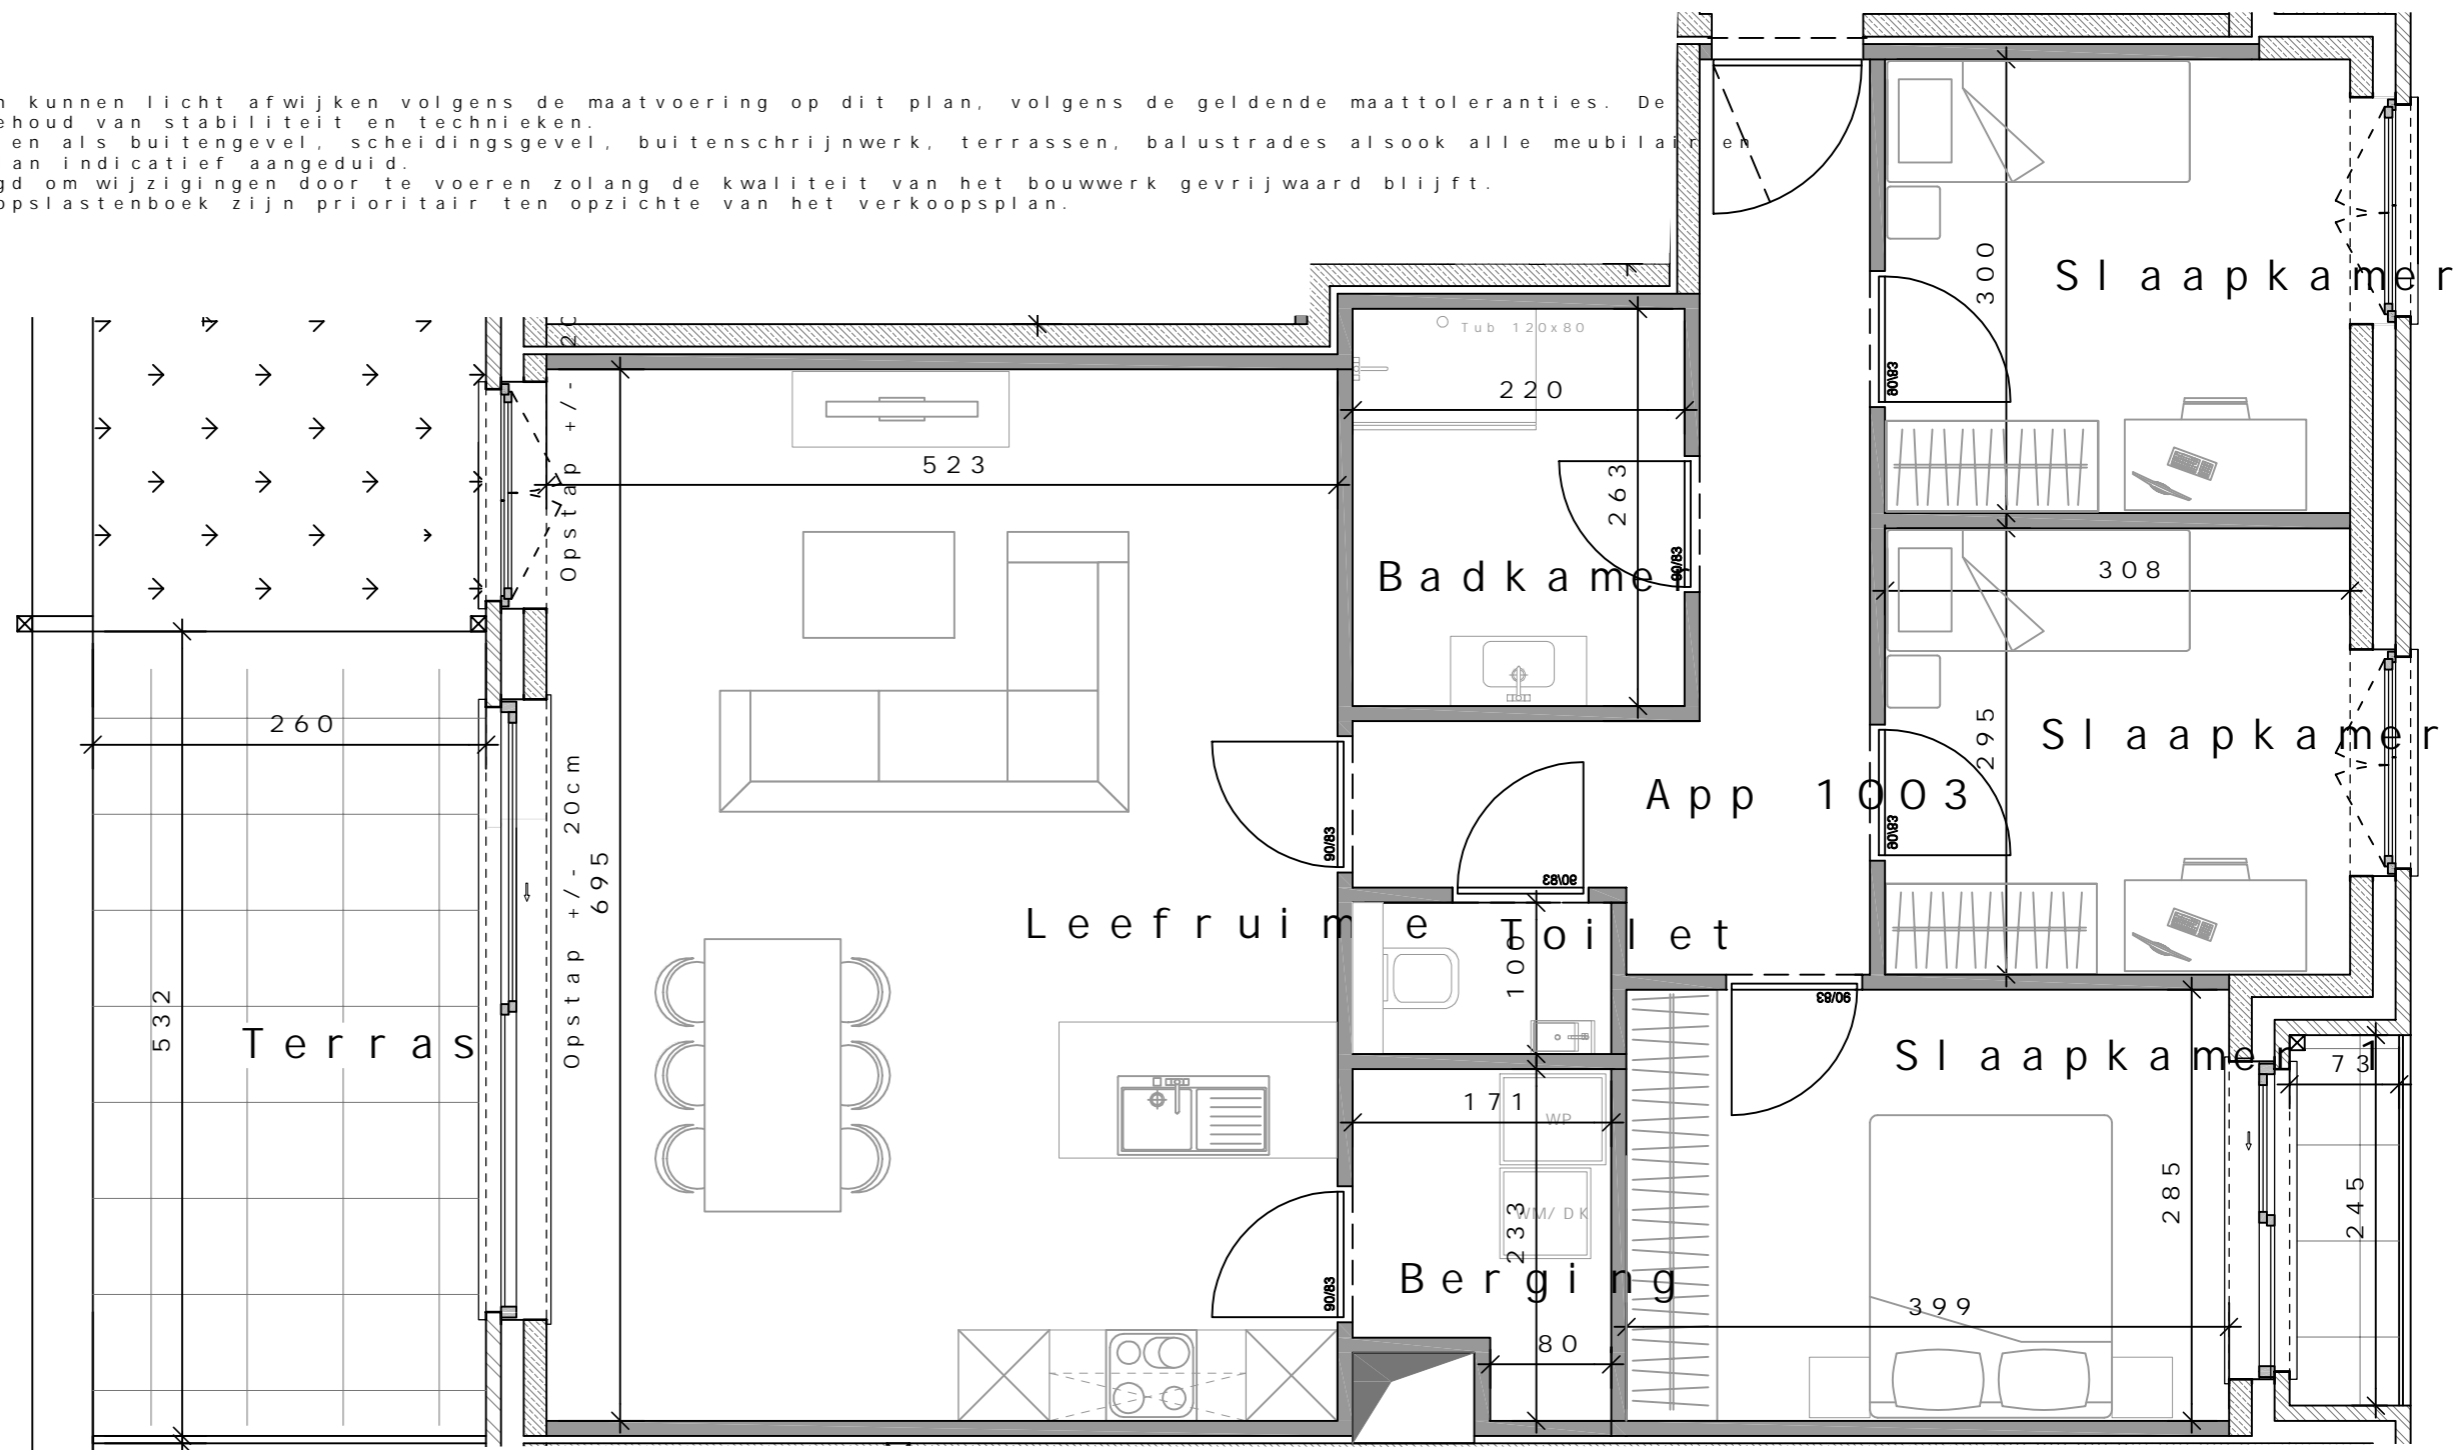 kunnen licht afwijken volgens de maatvoering op dit plan, volgens de geldende maattoleranties. De
van stabiliteit en technieken.
en als buitengevel, scheidingsgevel, buitenschrijnwerk, terrassen, balustrades alsook alle meubilair en
an indicatief aangeduid.
om wijzigingen door te voeren zolang de kwaliteit van het bouwwerk gevrijwaard blijft.
zijn prioritair ten opzichte van het verkoopsplan.
300
Slaapkamer
Tub 120x80
220
90/83
Opstap +/-
523
263
Badkamer
90/83
308
260
295
Slaapkamer
App 1003
90/83
90/83
90/83
Opstap +/- 20cm
695
Leefruimte
Toilet
100
90/83
532
Terras
Slaapkamer 1
73
171
WP
WM/DK
233
285
245
Berging
90/83
399
80